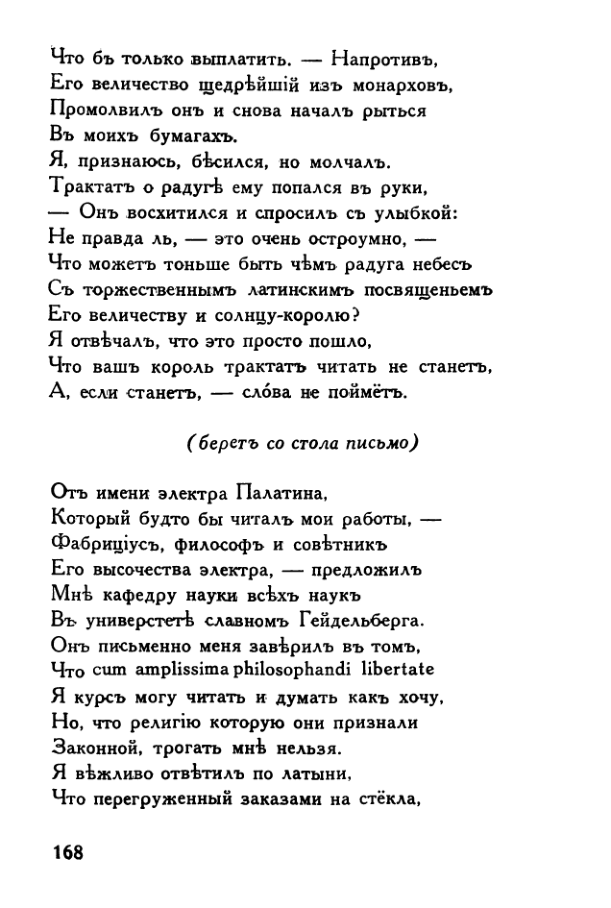 Что бъ только выплатить. — Напротивъ,
Его величество щедрѣйшій изъ монарховъ,
Промолвилъ онъ и снова началъ рыться
Въ моихъ бумагахъ.
Я, признаюсь, бѣсился, но молчалъ.
Трактатъ о радугѣ ему попался въ руки,
— Онъ восхитился и спросилъ съ улыбкой:
Не правда ль, — это очень остроумно, —
Что можетъ тоньше быть чѣмъ радуга небесъ
Съ торжественнымъ латинскимъ посвященьемъ
Его величеству и солнцу-королю?
Я отвѣчалъ, что это просто пошло,
Что вашъ король трактатъ читать не станетъ,
А, если станетъ, — сло́ва не поймётъ.
(беретъ со стола письмо)
Отъ имени электра Палатина,
Который будто бы читалъ мои работы, —
Фабриціусъ, философъ и совѣтникъ
Его высочества электра, — предложилъ
Мнѣ кафедру науки всѣхъ наукъ
Въ универстетѣ славномъ Гейдельберга.
Онъ письменно меня завѣрилъ въ томъ,
Что cum amplissima philosophandi libertate
Я курсъ могу читать и думать какъ хочу,
Но, что религію которую они признали
Законной, трогать мнѣ нельзя.
Я вѣжливо отвѣтилъ по латыни,
Что перегруженный заказами на стёкла,
168